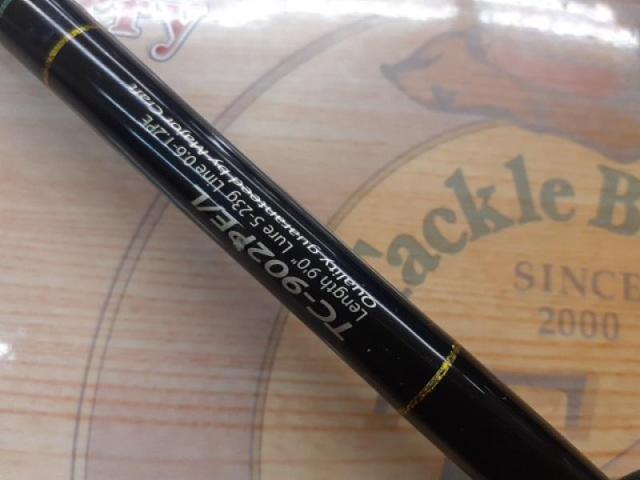 TC-902PE/L
Length 9'0" Lure 5-23g Line 0.6-1.2PE
Quality guaranteed by Major Craft
Tackle B
SINCE
2000